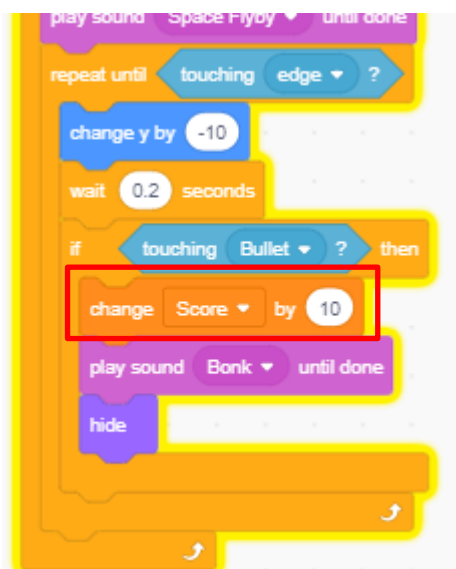 play sound Space Flyby until done
repeat until touching edge ?
change y by -10
wait 0.2 seconds
if touching Bullet ? then
change Score by 10
play sound Bonk until done
hide